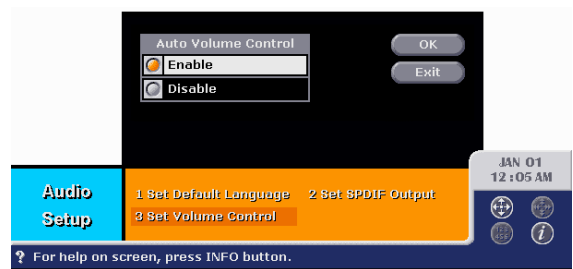 Auto Volume Control
OK
Enable
Exit
Disable
JAN 01
12:05 AM
Audio
Setup
1 Set Default Language 2 Set SPDIF Output
3 Set Volume Control
? For help on screen, press INFO button.